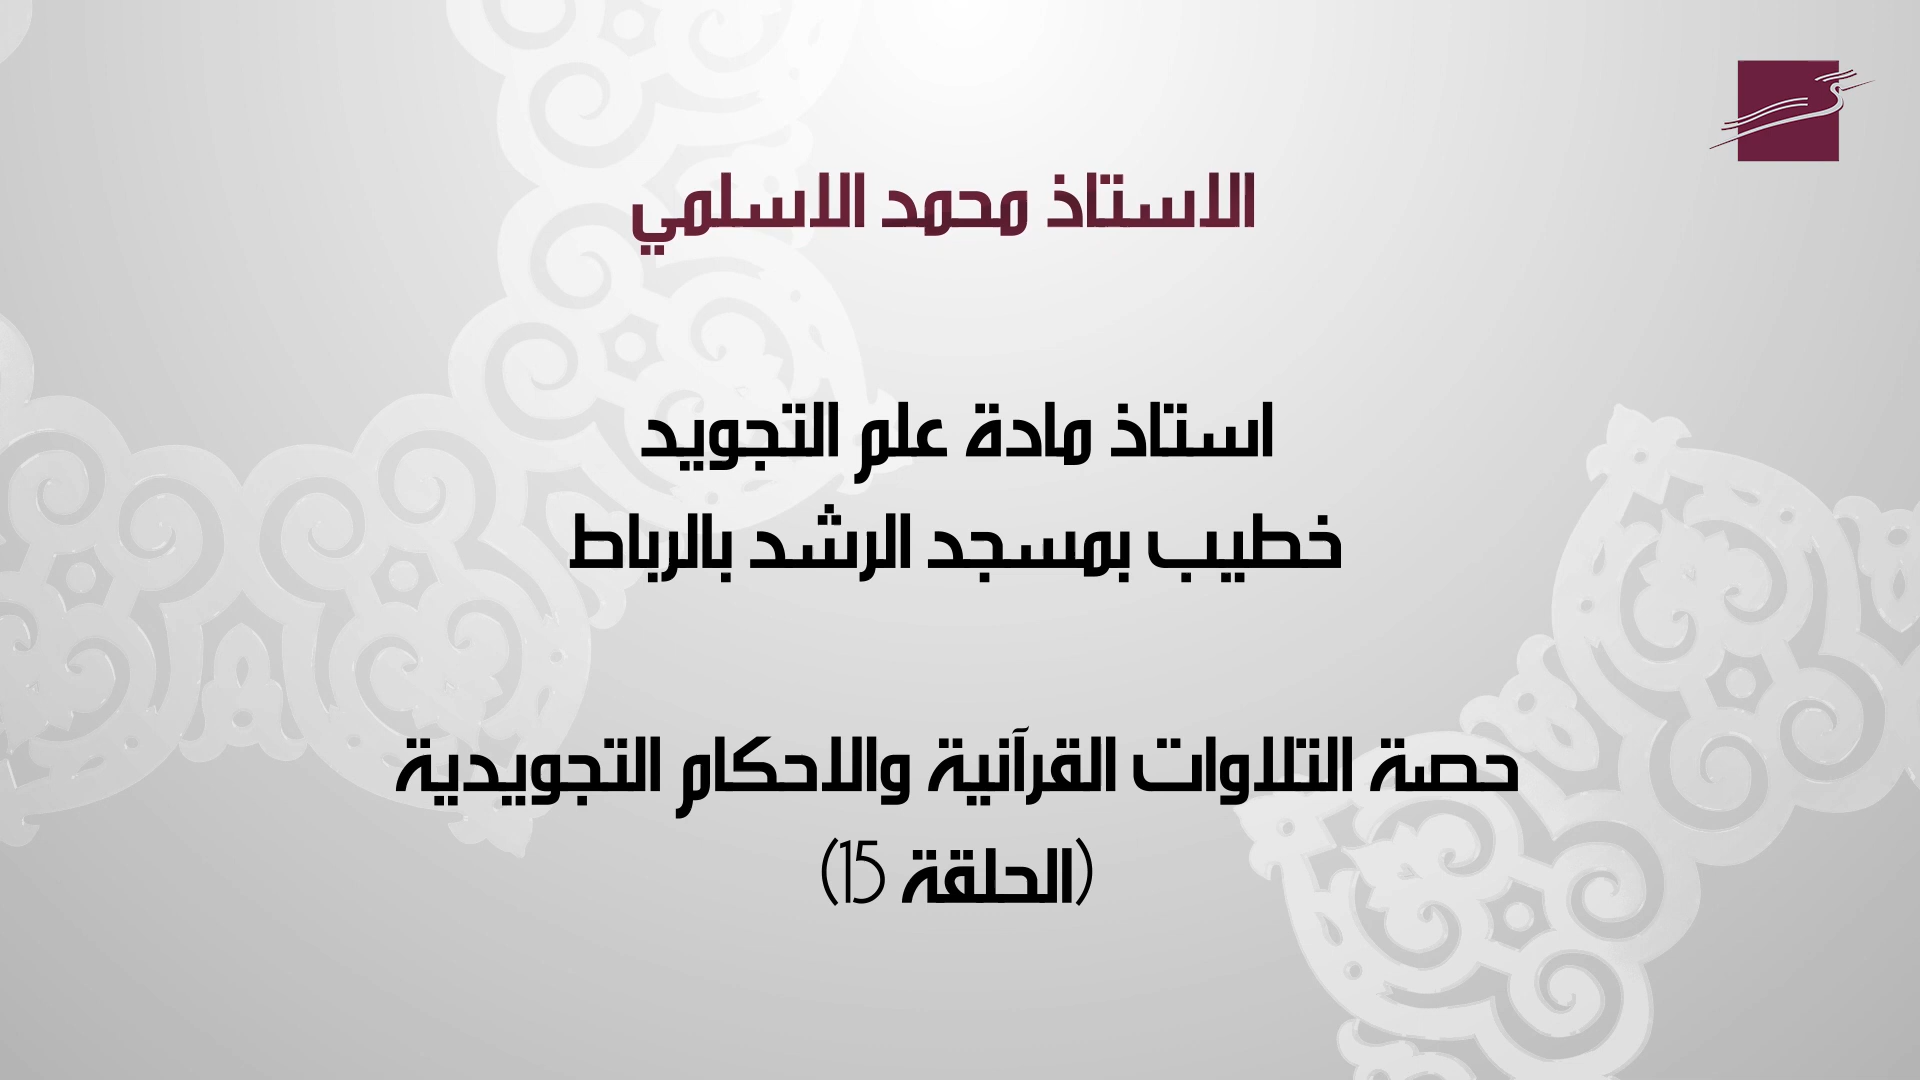 الاستاذ محمد الاسلمي
استاذ مادة علم التجويد
خطيب بمسجد الرشد بالرباط
حصة التلاوات القرآنية والاحكام التجويدية
(الحلقة 15)